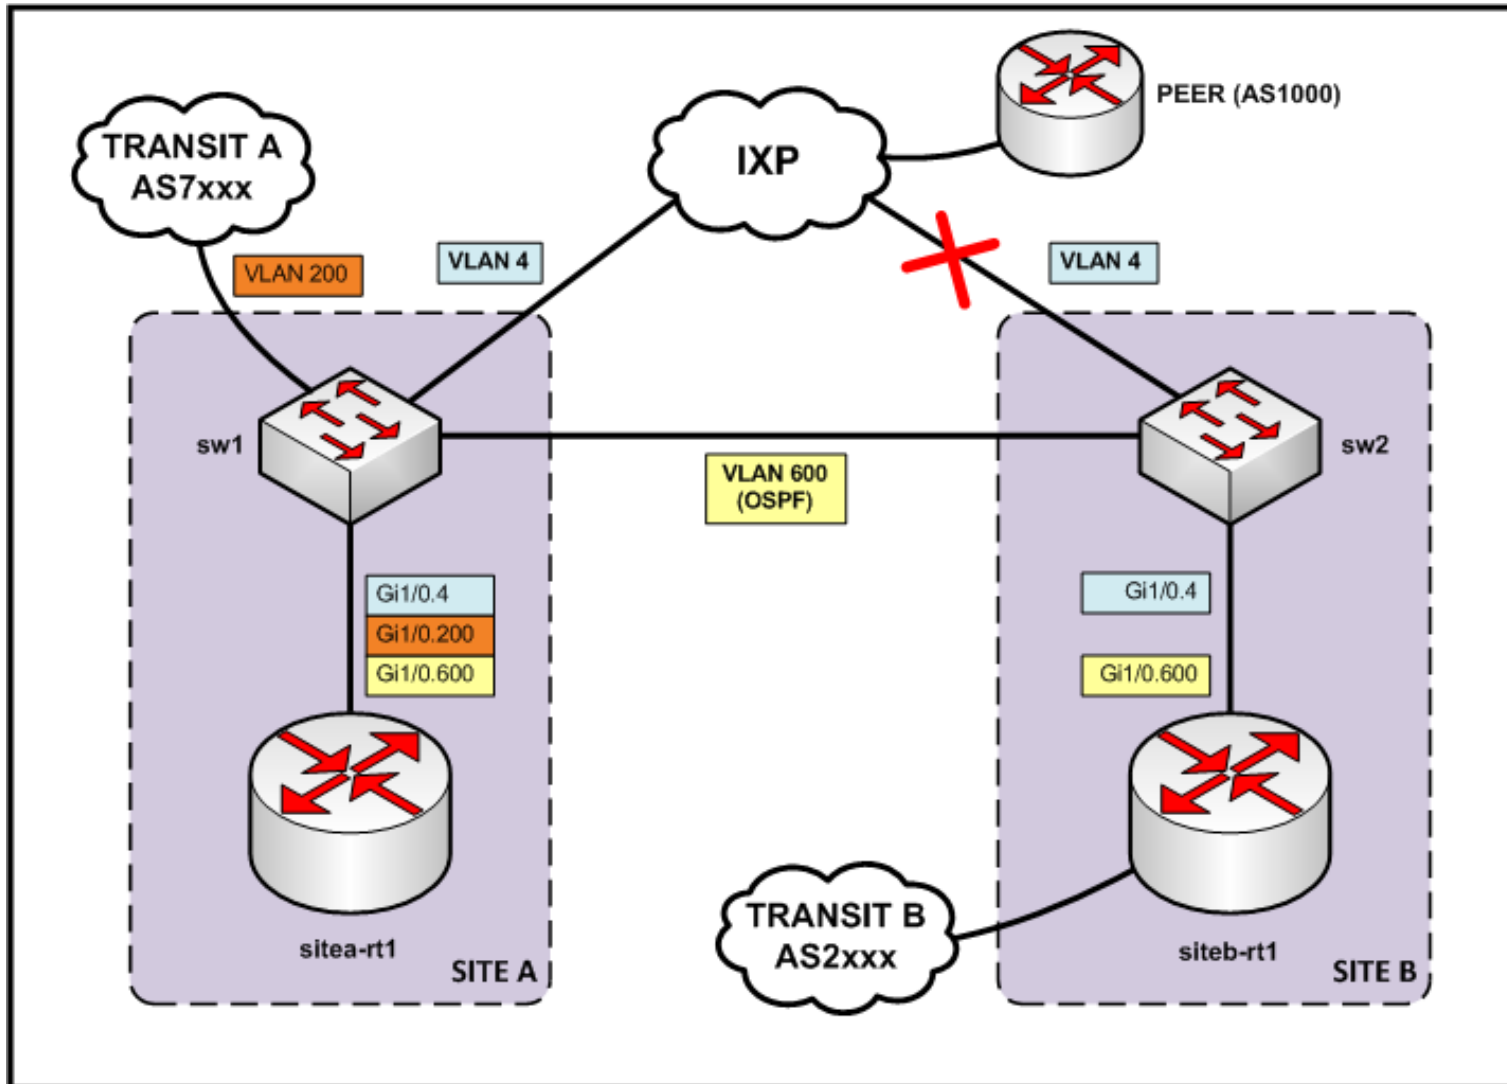 PEER (AS1000)
TRANSIT A
AS7xxx
IXP
VLAN 200
VLAN 4
VLAN 4
sw1
sw2
VLAN 600
(OSPF)
Gi1/0.4
Gi1/0.200
Gi1/0.600
Gi1/0.4
Gi1/0.600
sitea-rt1
SITE A
TRANSIT B
AS2xxx
siteb-rt1
SITE B